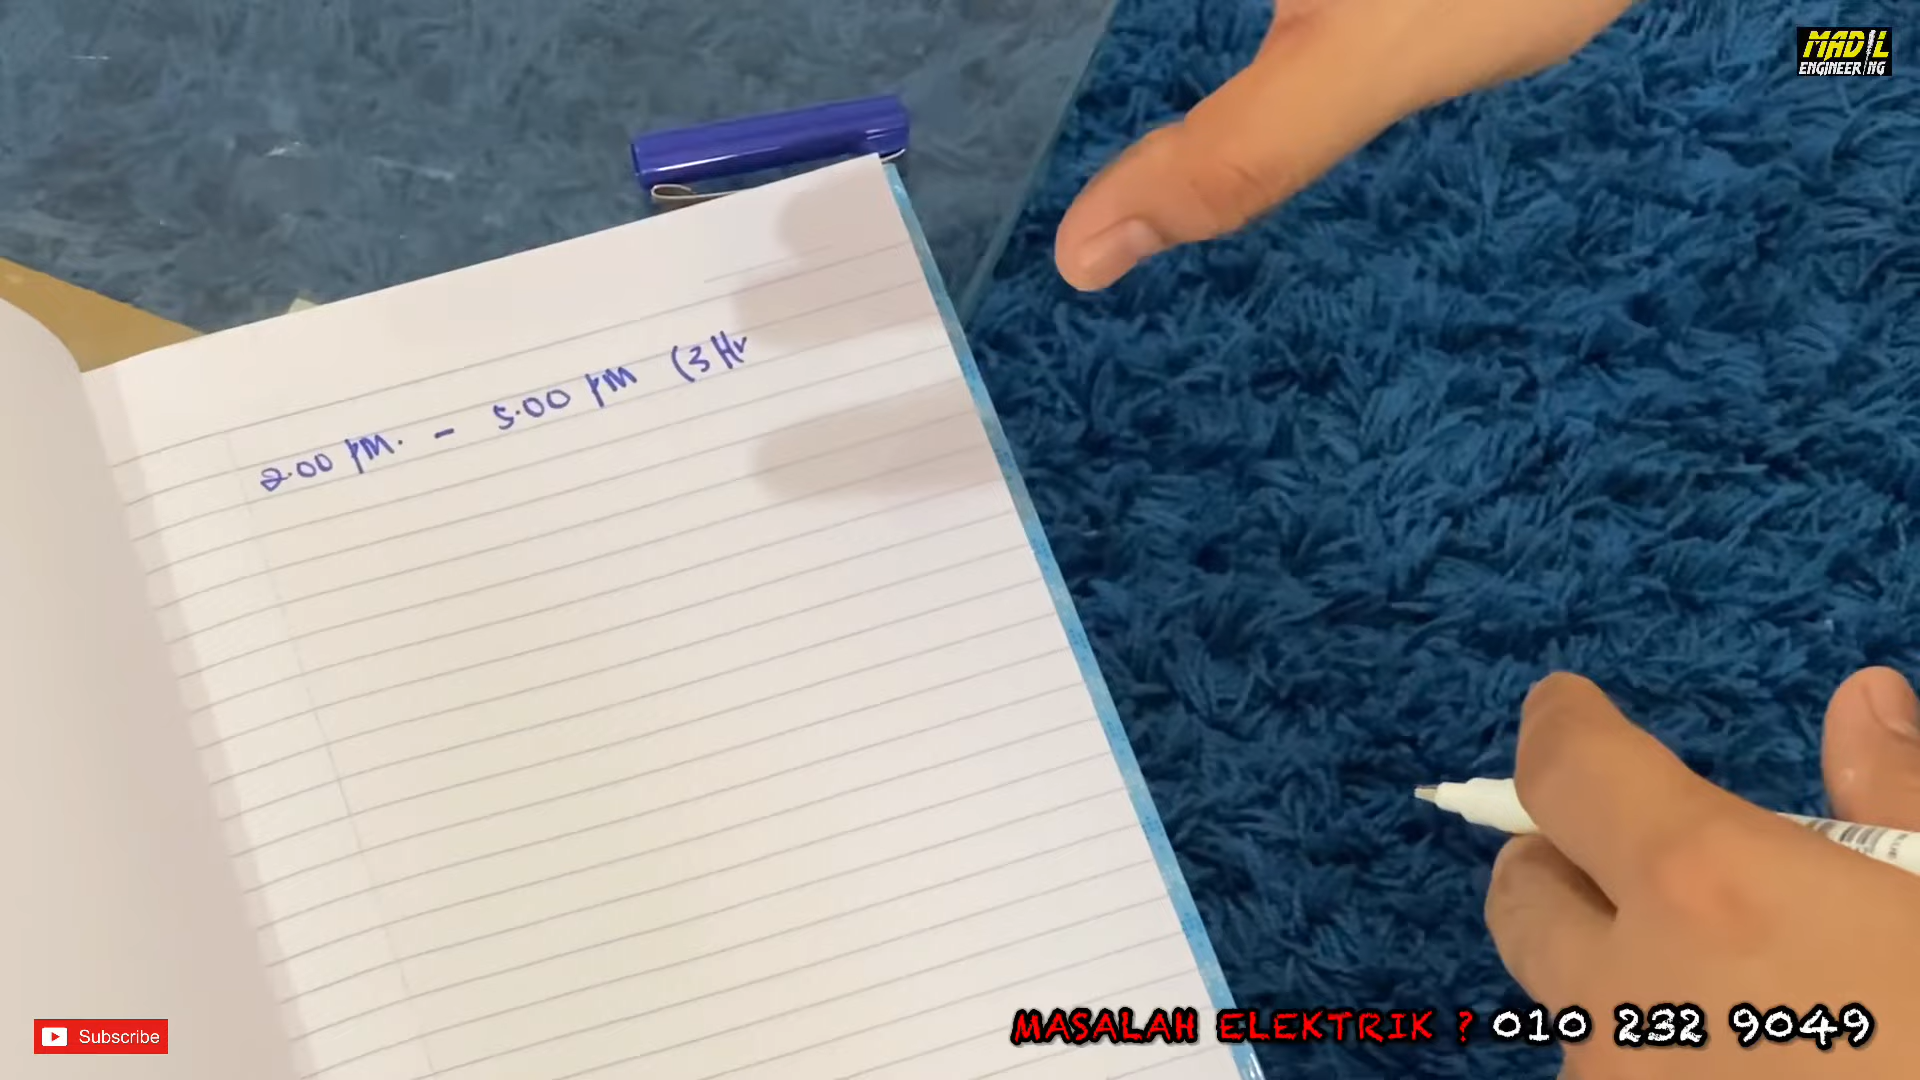 MADIL
ENGINEERING
2.00 PM. - 5.00 PM (3 Hr
Subscribe
MASALAH ELEKTRIK ? 010 232 9049